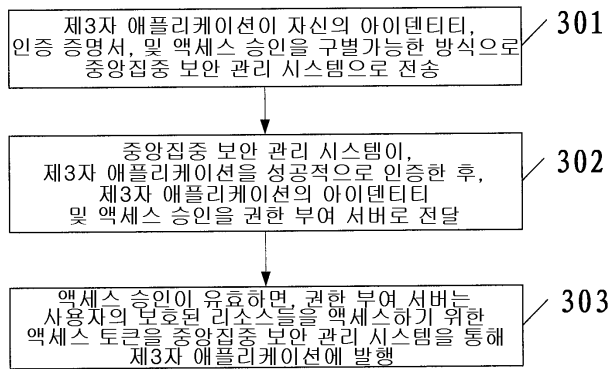 제3자 애플리케이션이 자신의 아이덴티티,
인증 증명서, 및 액세스 승인을 구별가능한 방식으로
중앙집중 보안 관리 시스템으로 전송
301
중앙집중 보안 관리 시스템이,
제3자 애플리케이션을 성공적으로 인증한 후,
제3자 애플리케이션의 아이덴티티
및 액세스 승인을 권한 부여 서버로 전달
302
액세스 승인이 유효하면, 권한 부여 서버는
사용자의 보호된 리소스들을 액세스하기 위한
액세스 토큰을 중앙집중 보안 관리 시스템을 통해
제3자 애플리케이션에 발행
303